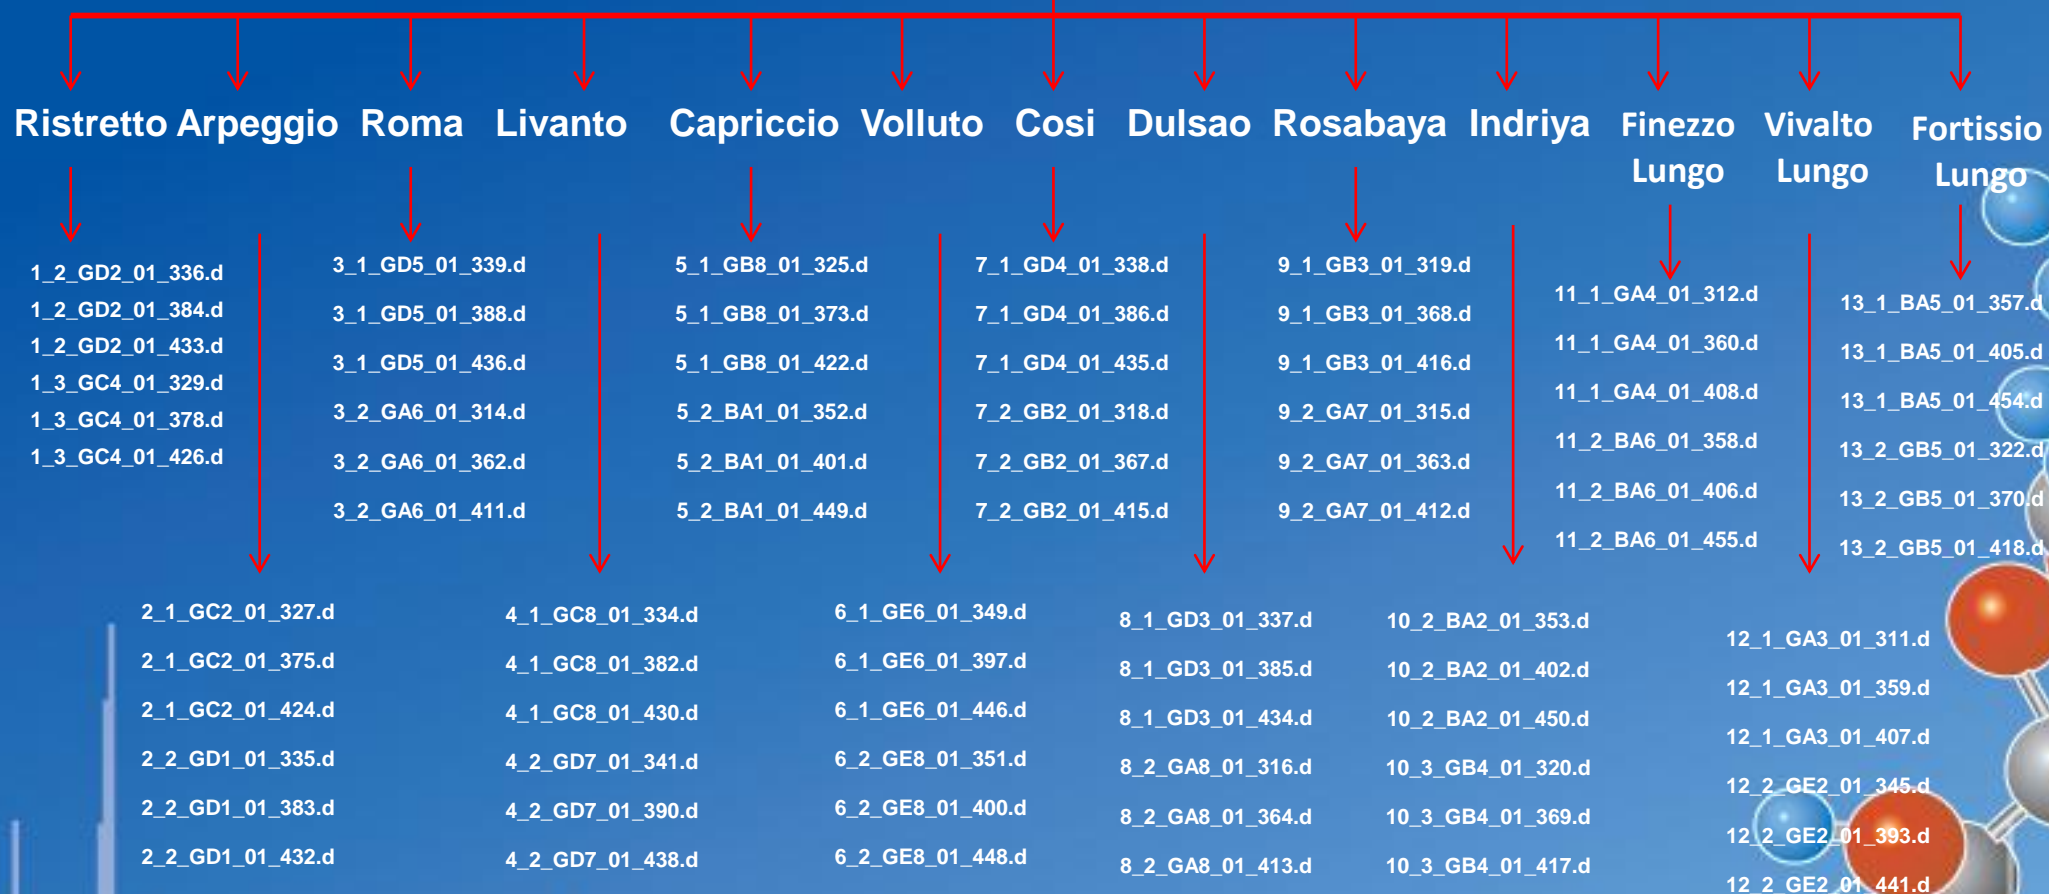 Ristretto Arpeggio Roma Livanto Capriccio Volluto Cosi Dulsao Rosabaya Indriya Finezzo Lungo Vivalto Lungo Fortissio Lungo
1_2_GD2_01_336.d
1_2_GD2_01_384.d
1_2_GD2_01_433.d
1_3_GC4_01_329.d
1_3_GC4_01_378.d
1_3_GC4_01_426.d
3_1_GD5_01_339.d
3_1_GD5_01_388.d
3_1_GD5_01_436.d
3_2_GA6_01_314.d
3_2_GA6_01_362.d
3_2_GA6_01_411.d
5_1_GB8_01_325.d
5_1_GB8_01_373.d
5_1_GB8_01_422.d
5_2_BA1_01_352.d
5_2_BA1_01_401.d
5_2_BA1_01_449.d
7_1_GD4_01_338.d
7_1_GD4_01_386.d
7_1_GD4_01_435.d
7_2_GB2_01_318.d
7_2_GB2_01_367.d
7_2_GB2_01_415.d
9_1_GB3_01_319.d
9_1_GB3_01_368.d
9_1_GB3_01_416.d
9_2_GA7_01_315.d
9_2_GA7_01_363.d
9_2_GA7_01_412.d
11_1_GA4_01_312.d
11_1_GA4_01_360.d
11_1_GA4_01_408.d
11_2_BA6_01_358.d
11_2_BA6_01_406.d
11_2_BA6_01_455.d
13_1_BA5_01_357.d
13_1_BA5_01_405.d
13_1_BA5_01_454.d
13_2_GB5_01_322.d
13_2_GB5_01_370.d
13_2_GB5_01_418.d
2_1_GC2_01_327.d
2_1_GC2_01_375.d
2_1_GC2_01_424.d
2_2_GD1_01_335.d
2_2_GD1_01_383.d
2_2_GD1_01_432.d
4_1_GC8_01_334.d
4_1_GC8_01_382.d
4_1_GC8_01_430.d
4_2_GD7_01_341.d
4_2_GD7_01_390.d
4_2_GD7_01_438.d
6_1_GE6_01_349.d
6_1_GE6_01_397.d
6_1_GE6_01_446.d
6_2_GE8_01_351.d
6_2_GE8_01_400.d
6_2_GE8_01_448.d
8_1_GD3_01_337.d
8_1_GD3_01_385.d
8_1_GD3_01_434.d
8_2_GA8_01_316.d
8_2_GA8_01_364.d
8_2_GA8_01_413.d
10_2_BA2_01_353.d
10_2_BA2_01_402.d
10_2_BA2_01_450.d
10_3_GB4_01_320.d
10_3_GB4_01_369.d
10_3_GB4_01_417.d
12_1_GA3_01_311.d
12_1_GA3_01_359.d
12_1_GA3_01_407.d
12_2_GE2_01_345.d
12_2_GE2_01_393.d
12_2_GE2_01_441.d